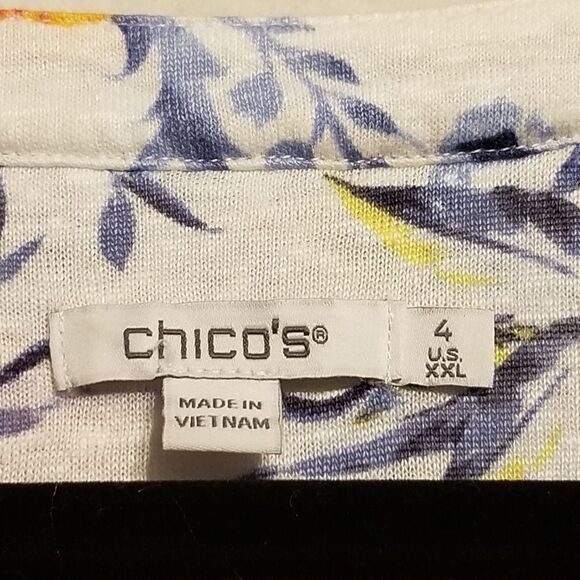 chico's®
4
U.S.
XXL
MADE IN
VIETNAM